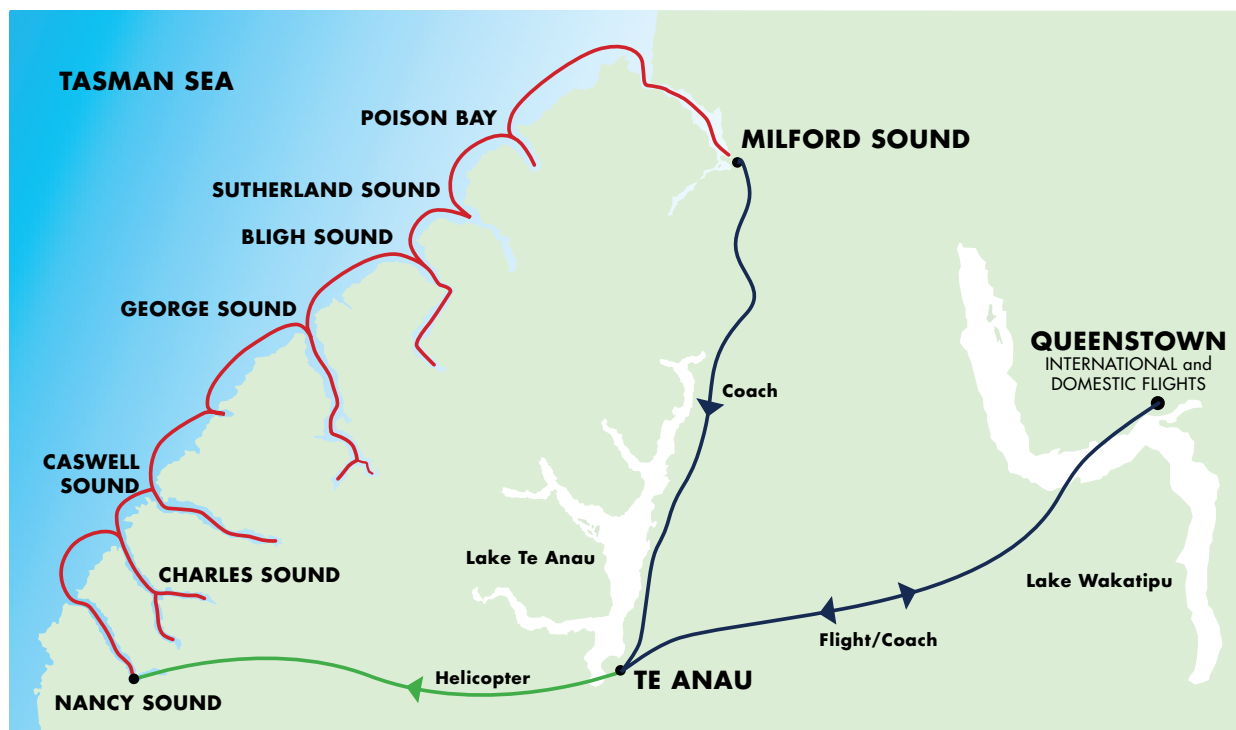 TASMAN SEA
POISON BAY
MILFORD SOUND
SUTHERLAND SOUND
BLIGH SOUND
GEORGE SOUND
QUEENSTOWN
INTERNATIONAL and
DOMESTIC FLIGHTS
Coach
CASWELL
SOUND
Lake Te Anau
CHARLES SOUND
Lake Wakatipu
Flight/Coach
Helicopter
TE ANAU
NANCY SOUND